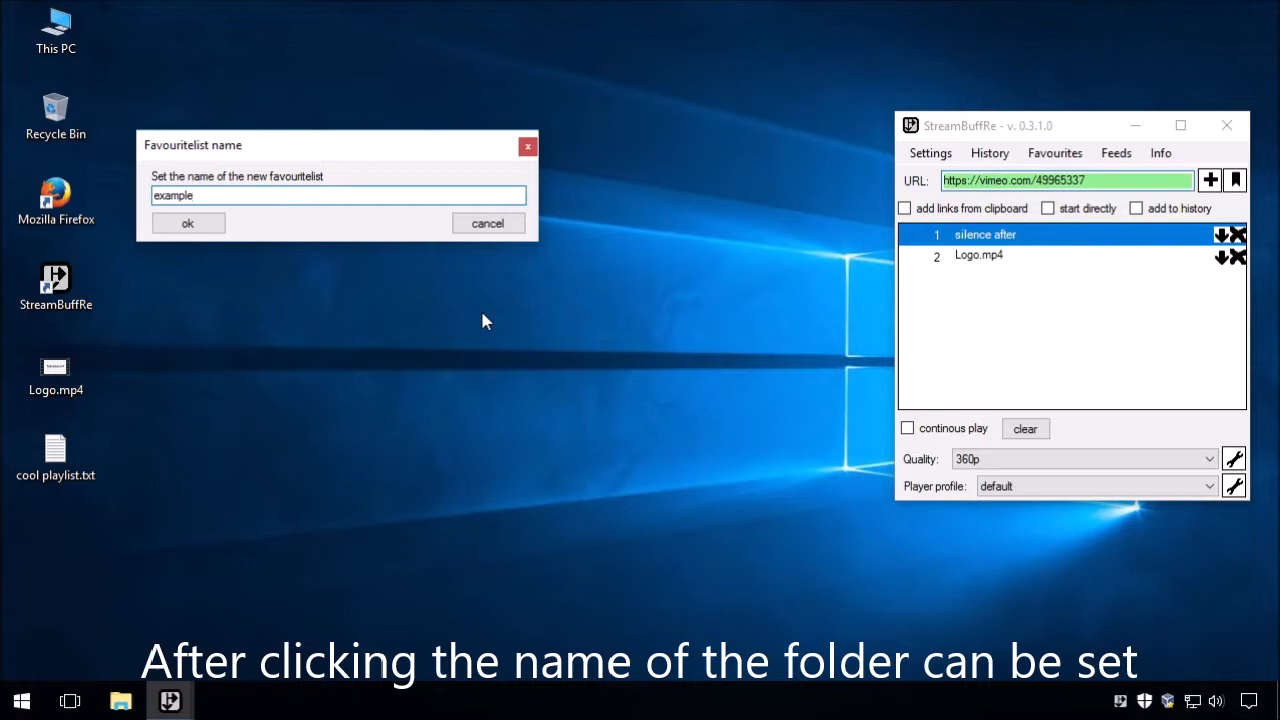 This PC
Recycle Bin
Mozilla Firefox
StreamBuffRe
Logo.mp4
cool playlist.txt
Favouritelist name
x
Set the name of the new favouritelist
example
ok
cancel
StreamBuffRe - v. 0.3.1.0
Settings History Favourites Feeds Info
URL: https://vimeo.com/49965337
add links from clipboard start directly add to history
1 silence after
2 Logo.mp4
continous play clear
Quality: 360p
Player profile: default
After clicking the name of the folder can be set